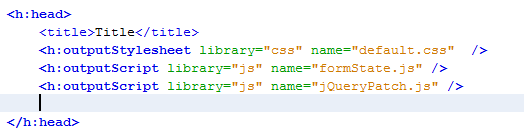 <h:head>
<title>Title</title>
<h:outputStylesheet library="css" name="default.css"  />
<h:outputScript library="js" name="formState.js" />
<h:outputScript library="js" name="jQueryPatch.js" />
</h:head>